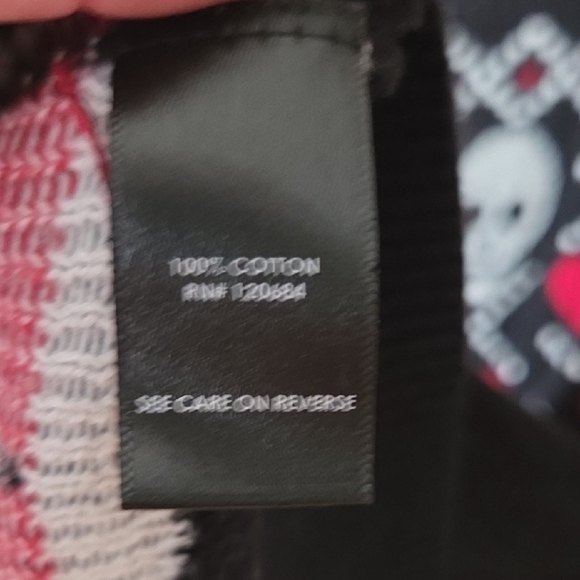 100% COTTON
RN# 120684
SEE CARE ON REVERSE